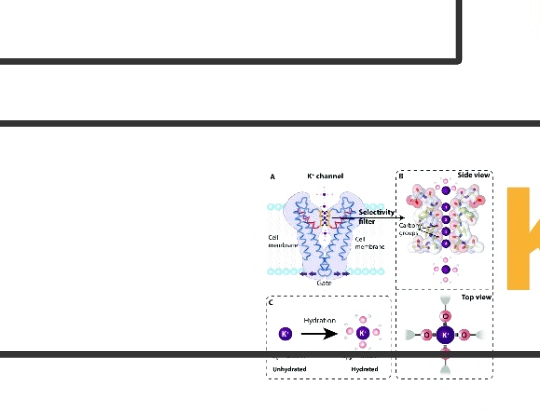 A K⁺ channel
B Side view
Selectivity
filter
Carbonyl
groups
Cell
membrane
Cell
membrane
Gate
C
Hydration
K⁺ K⁺
Unhydrated Hydrated
Top view
O
O K⁺ O
K